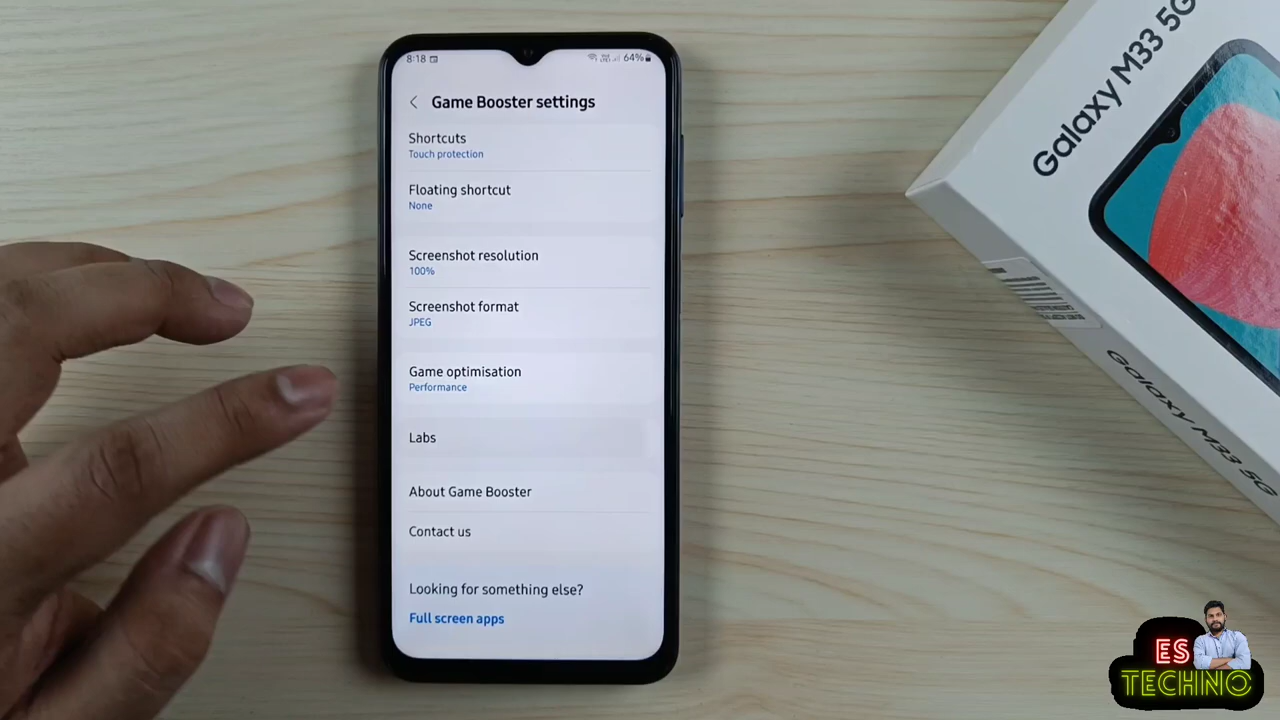 8:18
64%
Game Booster settings
Shortcuts
Touch protection
Floating shortcut
None
Screenshot resolution
100%
Screenshot format
JPEG
Game optimisation
Performance
Labs
About Game Booster
Contact us
Looking for something else?
Full screen apps
Galaxy M33 5G
Galaxy M33 5G
ES
TECHNO